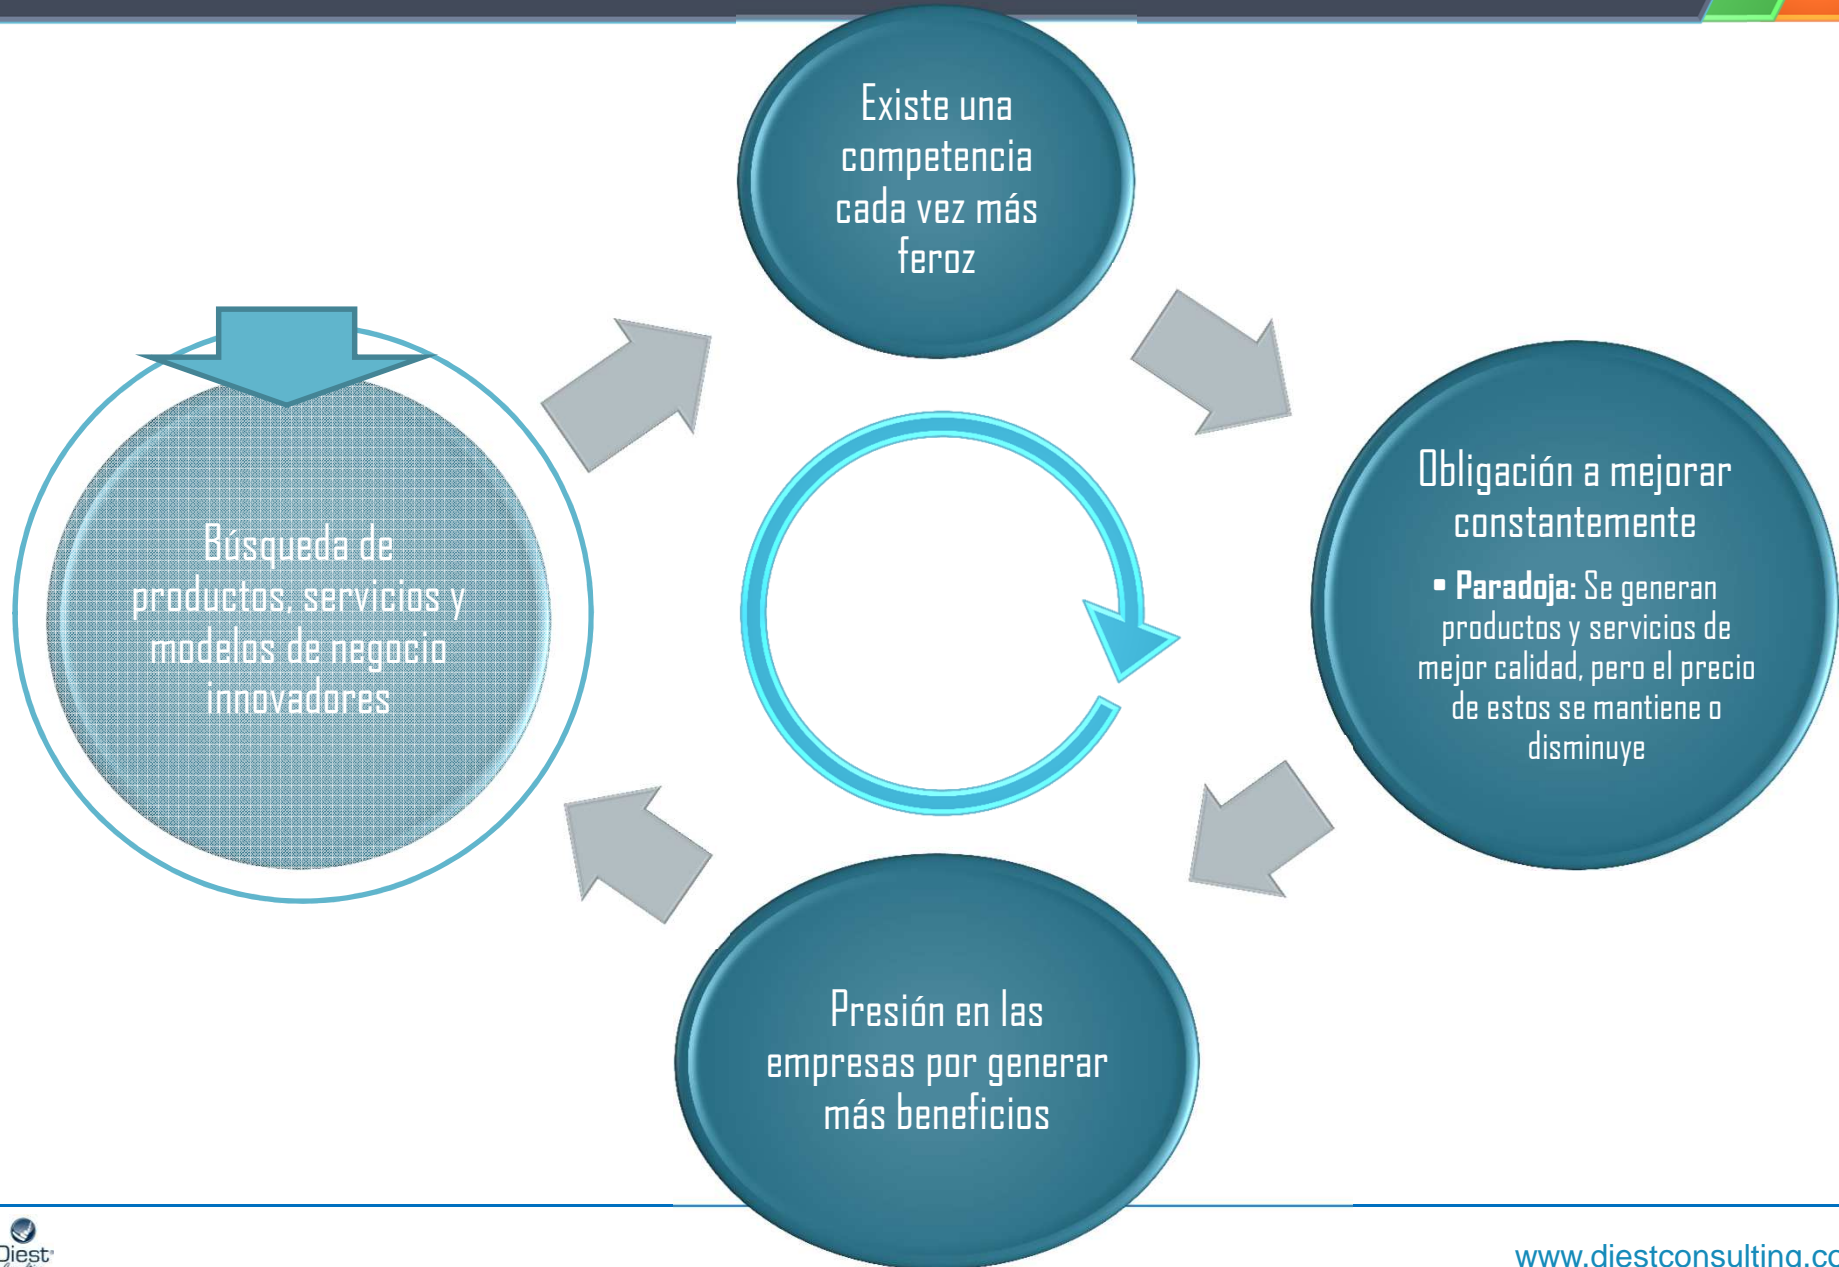 Existe una
competencia
cada vez más
feroz
Obligación a mejorar
constantemente
▪ Paradoja: Se generan
productos y servicios de
mejor calidad, pero el precio
de estos se mantiene o
disminuye
Presión en las
empresas por generar
más beneficios
Búsqueda de
productos, servicios y
modelos de negocio
innovadores
Diest
www.diestconsulting.co